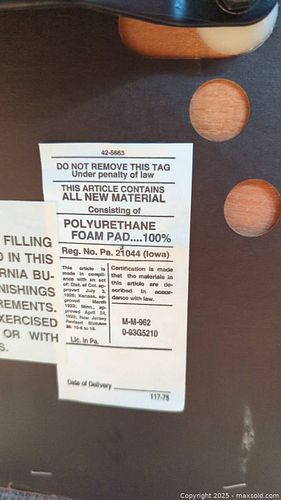 42-5663
DO NOT REMOVE THIS TAG
Under penalty of law
THIS ARTICLE CONTAINS
ALL NEW MATERIAL
Consisting of
POLYURETHANE
FOAM PAD....100%
Reg. No. Pa. 21044 (Iowa)
This article is
made in compli-
ance with an act
of: Dist. of Col. ap-
proved July 3,
1926; Kansas, ap-
proved March
1923; Minn., ap-
proved April 24,
1929; New Jersey
Revised Statutes
26: 10-6 to 18.
Lic. in Pa.
Certification is made
that the materials in
this article are de-
scribed in accor-
dance with law.
M-M-962
0-93G5210
Date of Delivery
117-78
FILLING
D IN THIS
RNIA BU-
NISHINGS
REMENTS.
XERCISED
OR WITH
S.
Copyright © 2025 - maxsold.com